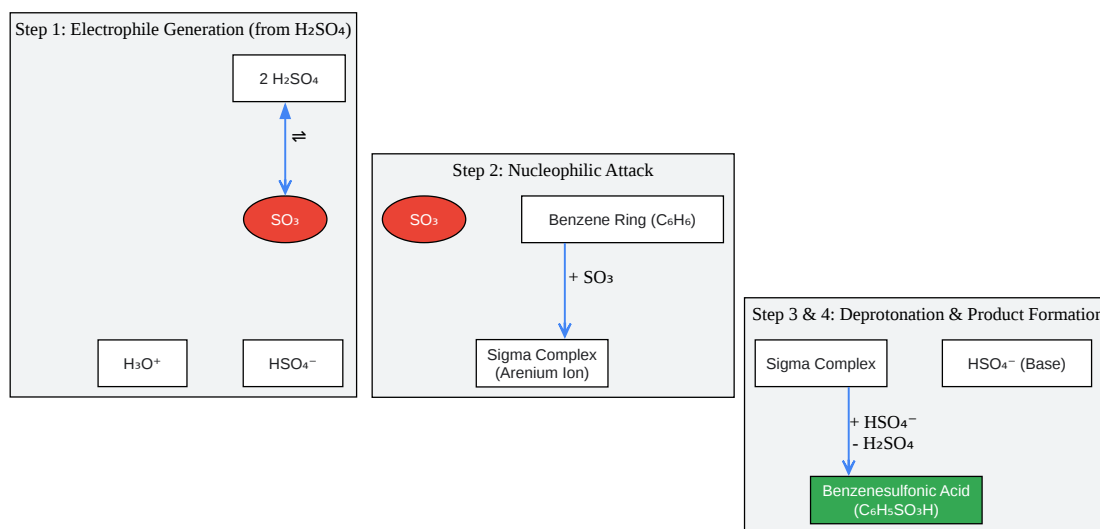 Step 1: Electrophile Generation (from H₂SO₄)
2 H₂SO₄
⇌
SO₃
H₃O⁺
HSO₄⁻
Step 2: Nucleophilic Attack
SO₃
Benzene Ring (C₆H₆)
+ SO₃
Sigma Complex
(Arenium Ion)
Step 3 & 4: Deprotonation & Product Formation
Sigma Complex
HSO₄⁻ (Base)
+ HSO₄⁻
- H₂SO₄
Benzenesulfonic Acid
(C₆H₅SO₃H)